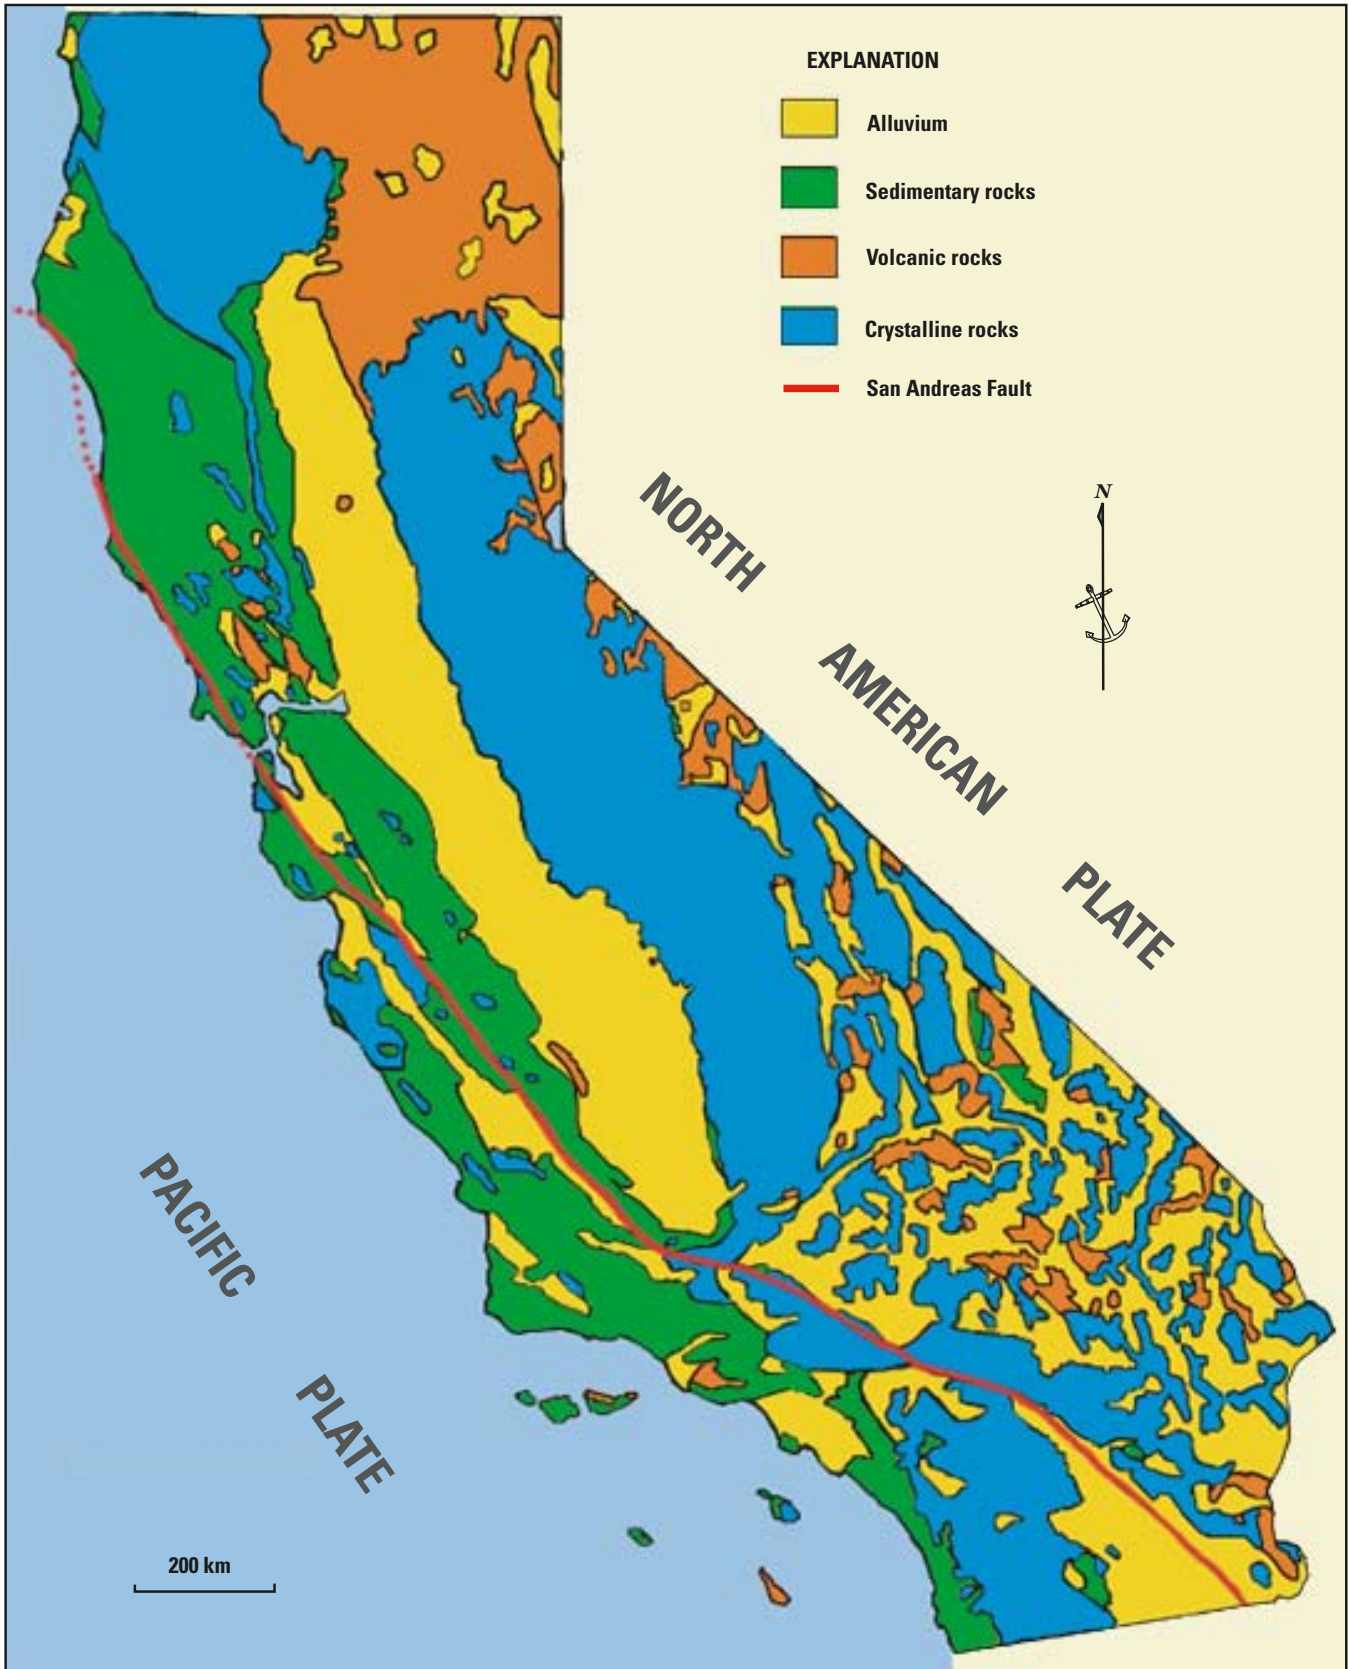 EXPLANATION
Alluvium
Sedimentary rocks
Volcanic rocks
Crystalline rocks
San Andreas Fault
N
NORTH
AMERICAN
PLATE
PACIFIC
PLATE
200 km